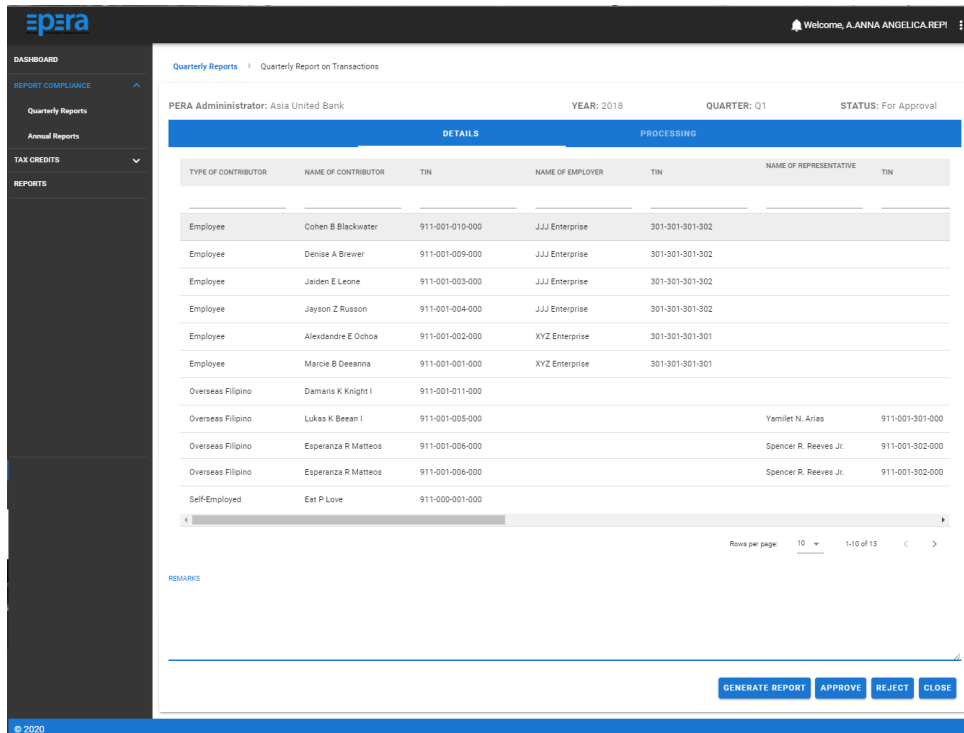 epera
Welcome, A.ANNA ANGELICA.REP!
DASHBOARD
REPORT COMPLIANCE
Quarterly Reports
Annual Reports
TAX CREDITS
REPORTS
Quarterly Reports > Quarterly Report on Transactions
PERA Admininistrator: Asia United Bank YEAR: 2018 QUARTER: Q1 STATUS: For Approval
DETAILS PROCESSING
TYPE OF CONTRIBUTOR NAME OF CONTRIBUTOR TIN NAME OF EMPLOYER TIN NAME OF REPRESENTATIVE TIN
Employee Cohen B Blackwater 911-001-010-000 JJJ Enterprise 301-301-301-302
Employee Denise A Brewer 911-001-009-000 JJJ Enterprise 301-301-301-302
Employee Jaiden E Leone 911-001-003-000 JJJ Enterprise 301-301-301-302
Employee Jayson Z Russon 911-001-004-000 JJJ Enterprise 301-301-301-302
Employee Alexdandre E Ochoa 911-001-002-000 XYZ Enterprise 301-301-301-301
Employee Marcie B Deeanna 911-001-001-000 XYZ Enterprise 301-301-301-301
Overseas Filipino Damaris K Knight I 911-001-011-000
Overseas Filipino Lukas K Beean I 911-001-005-000 Yamilet N. Arias 911-001-301-000
Overseas Filipino Esperanza R Matteos 911-001-006-000 Spencer R. Reeves Jr. 911-001-302-000
Overseas Filipino Esperanza R Matteos 911-001-006-000 Spencer R. Reeves Jr. 911-001-302-000
Self-Employed Eat P Love 911-000-001-000
Rows per page: 10 1-10 of 13
REMARKS
GENERATE REPORT APPROVE REJECT CLOSE
© 2020